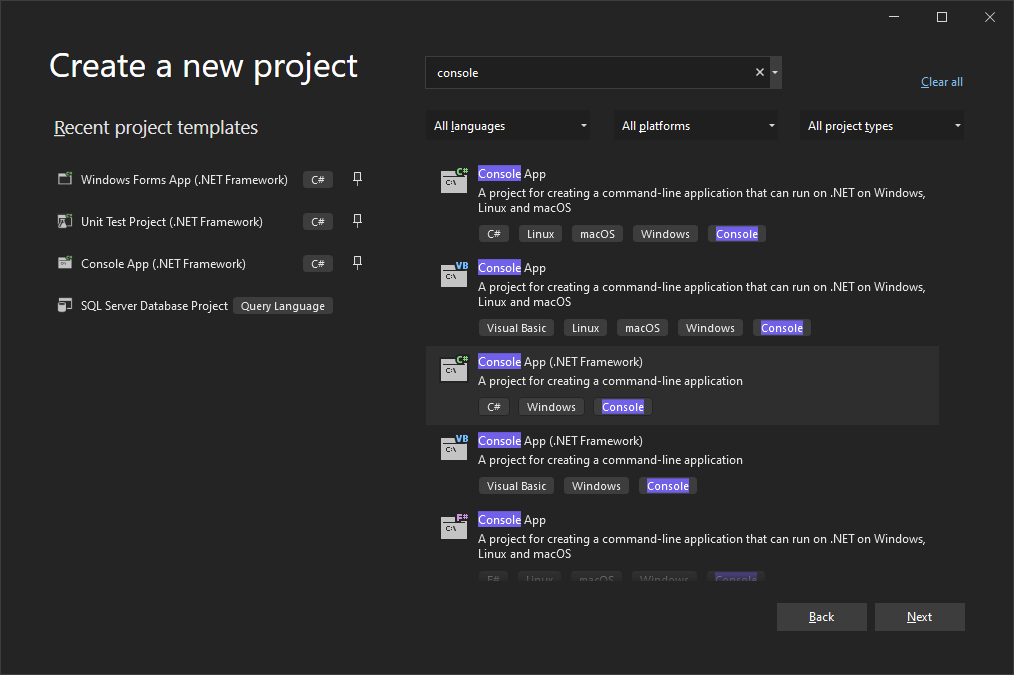 Create a new project
Recent project templates
Windows Forms App (.NET Framework) C#
Unit Test Project (.NET Framework) C#
Console App (.NET Framework) C#
SQL Server Database Project Query Language
console
Clear all
All languages All platforms All project types
C#
Console App
C:\
A project for creating a command-line application that can run on .NET on Windows,
Linux and macOS
C# Linux macOS Windows Console
VB
Console App
C:\
A project for creating a command-line application that can run on .NET on Windows,
Linux and macOS
Visual Basic Linux macOS Windows Console
C#
Console App (.NET Framework)
C:\
A project for creating a command-line application
C# Windows Console
VB
Console App (.NET Framework)
C:\
A project for creating a command-line application
Visual Basic Windows Console
F#
Console App
C:\
A project for creating a command-line application that can run on .NET on Windows,
Linux and macOS
F# Linux macOS Windows Console
Back Next